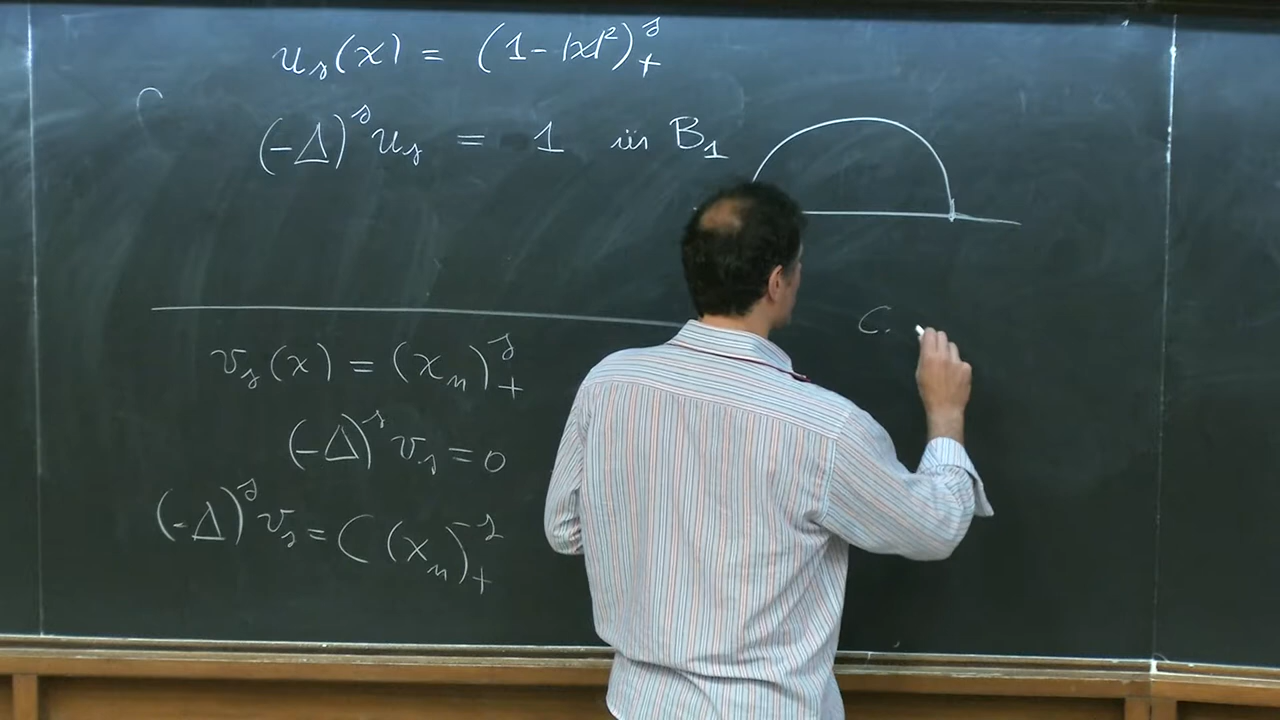 u_s(x) = (1-|x|²)₊^s
(-Δ)^s u_s = 1 in B_1
v_s(x) = (x_n)₊^s
(-Δ)^s v_s = 0
(-Δ)^s v_s = C (x_n)₊^{-s}
C.